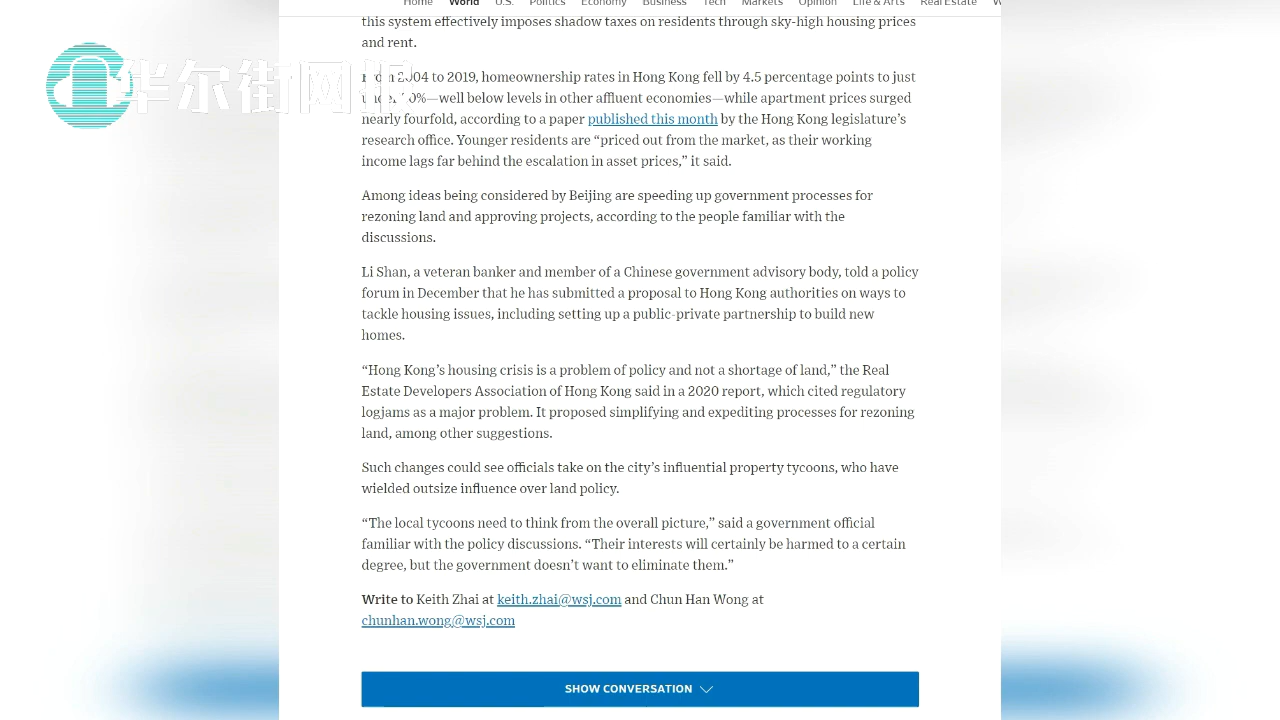 Home World U.S. Politics Economy Business Tech Markets Opinion Life & Arts Real Estate
this system effectively imposes shadow taxes on residents through sky-high housing prices
and rent.
华尔街网报
2004 to 2019, homeownership rates in Hong Kong fell by 4.5 percentage points to just
0%—well below levels in other affluent economies—while apartment prices surged
nearly fourfold, according to a paper published this month by the Hong Kong legislature’s
research office. Younger residents are “priced out from the market, as their working
income lags far behind the escalation in asset prices,” it said.
Among ideas being considered by Beijing are speeding up government processes for
rezoning land and approving projects, according to the people familiar with the
discussions.
Li Shan, a veteran banker and member of a Chinese government advisory body, told a policy
forum in December that he has submitted a proposal to Hong Kong authorities on ways to
tackle housing issues, including setting up a public-private partnership to build new
homes.
“Hong Kong’s housing crisis is a problem of policy and not a shortage of land,” the Real
Estate Developers Association of Hong Kong said in a 2020 report, which cited regulatory
logjams as a major problem. It proposed simplifying and expediting processes for rezoning
land, among other suggestions.
Such changes could see officials take on the city’s influential property tycoons, who have
wielded outsize influence over land policy.
“The local tycoons need to think from the overall picture,” said a government official
familiar with the policy discussions. “Their interests will certainly be harmed to a certain
degree, but the government doesn’t want to eliminate them.”
Write to Keith Zhai at keith.zhai@wsj.com and Chun Han Wong at
chunhan.wong@wsj.com
SHOW CONVERSATION